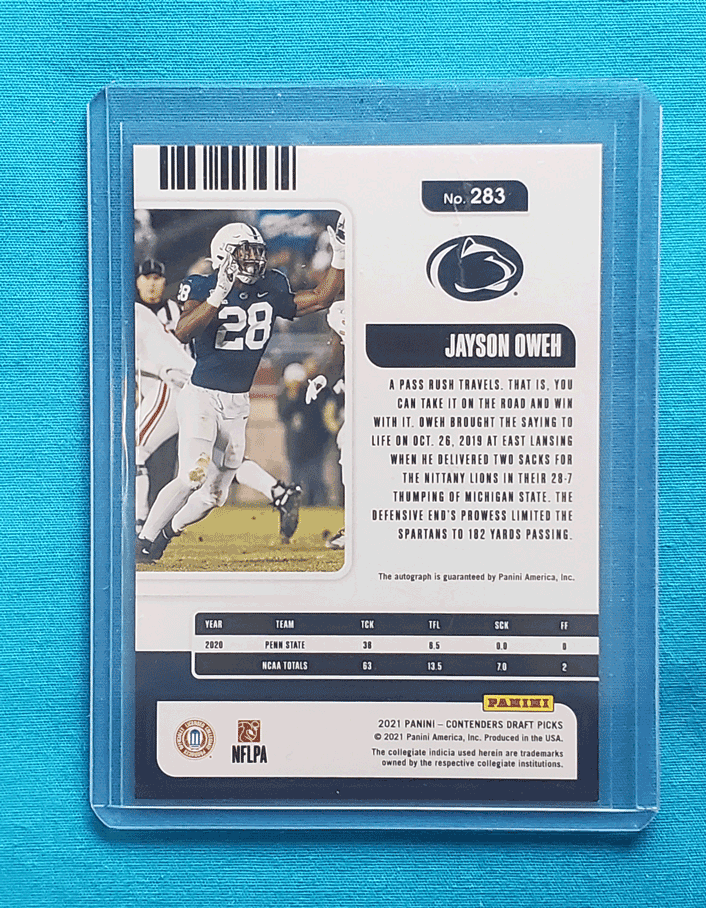 No. 283
28
JAYSON OWEH
A PASS RUSH TRAVELS. THAT IS, YOU
CAN TAKE IT ON THE ROAD AND WIN
WITH IT. OWEH BROUGHT THE SAYING TO
LIFE ON OCT. 26, 2019 AT EAST LANSING
WHEN HE DELIVERED TWO SACKS FOR
THE NITTANY LIONS IN THEIR 28-7
THUMPING OF MICHIGAN STATE. THE
DEFENSIVE END'S PROWESS LIMITED THE
SPARTANS TO 182 YARDS PASSING.
The autograph is guaranteed by Panini America, Inc.
YEAR TEAM TCK TFL SCK FF
2020 PENN STATE 38 6.5 0.0 0
NCAA TOTALS 63 13.5 7.0 2
PANINI
2021 PANINI – CONTENDERS DRAFT PICKS
© 2021 Panini America, Inc. Produced in the USA.
The collegiate indicia used herein are trademarks
owned by the respective collegiate institutions.
NFLPA